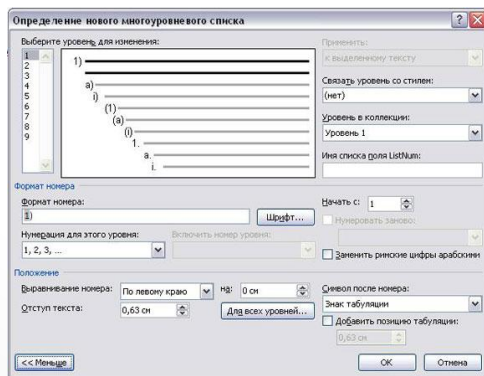 Определение нового многоуровневого списка
Выберите уровень для изменения:
1
2
3
4
5
6
7
8
9
1)
a)
i)
(1)
(a)
(i)
1.
a.
i.
Применить:
к выделенному тексту
Связать уровень со стилем:
(нет)
Уровень в коллекции:
Уровень 1
Имя списка поля ListNum:
Формат номера
Формат номера:
1)
Шрифт...
Начать с: 1
Нумеровать заново:
Нумерация для этого уровня:
Включить номер уровня:
1, 2, 3, ...
Заменить римские цифры арабскими
Положение
Выравнивание номера: По левому краю на: 0 см
Символ после номера:
Знак табуляции
Отступ текста: 0,63 см Для всех уровней...
Добавить позицию табуляции:
0,63 см
<< Меньше
ОК
Отмена